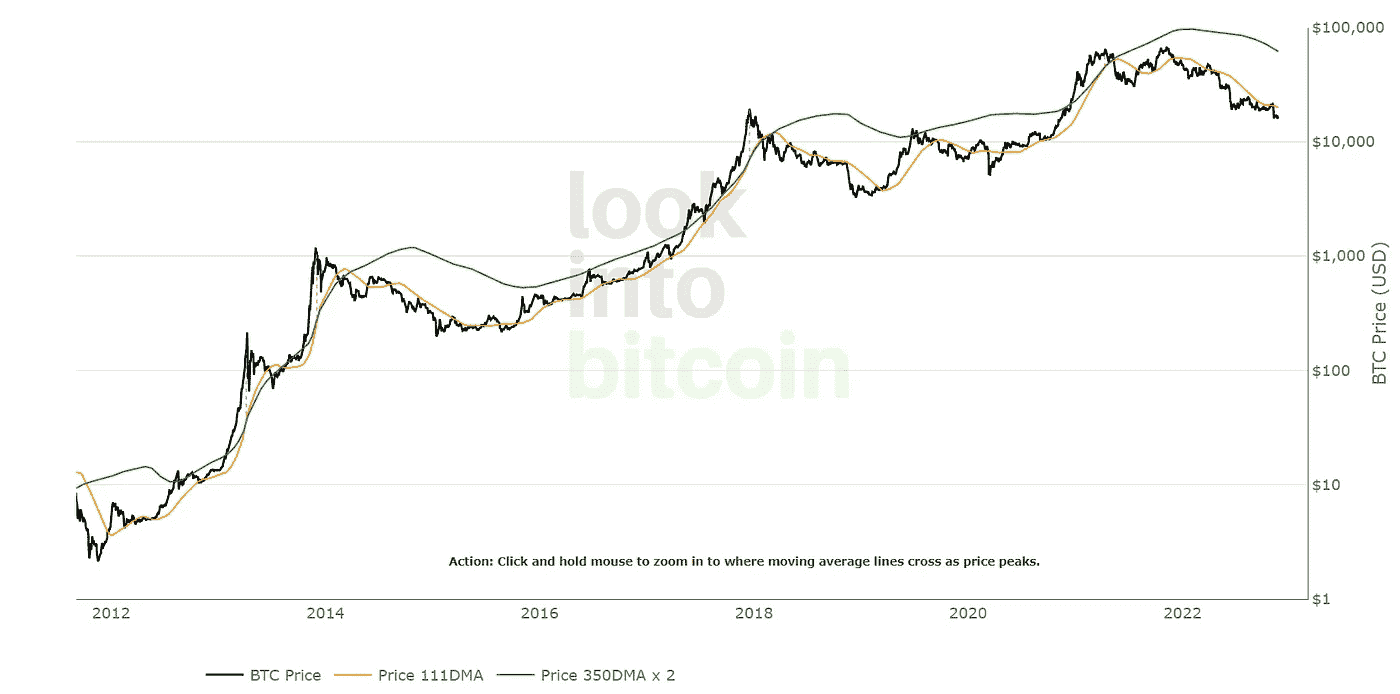 $100,000
look
$10,000
into
$1,000
bitcoin
$100
$10
$1
BTC Price (USD)
Action: Click and hold mouse to zoom in to where moving average lines cross as price peaks.
2012 2014 2016 2018 2020 2022
BTC Price Price 111DMA Price 350DMA x 2